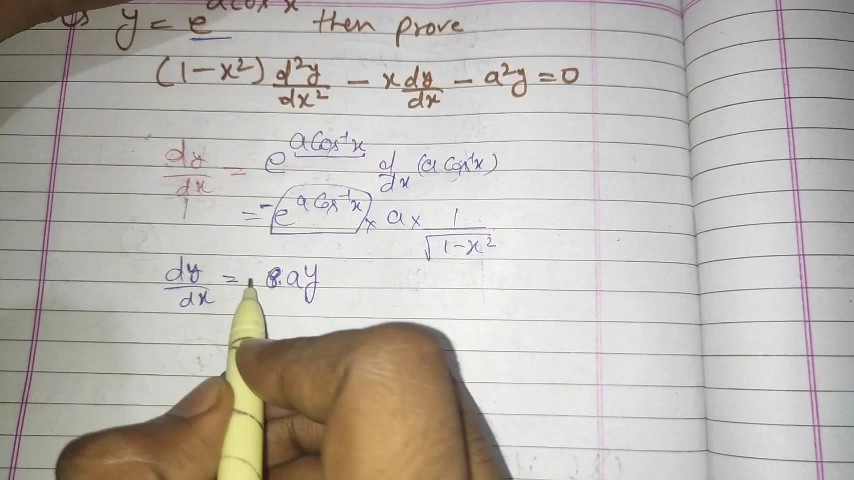 y = e^{a cos⁻¹x} then prove
(1-x²) d²y/dx² - x dy/dx - a²y = 0
dy/dx = e^{a cos⁻¹x} d/dx (a cos⁻¹x)
= -e^{a cos⁻¹x} × a × 1/√(1-x²)
dy/dx = ay